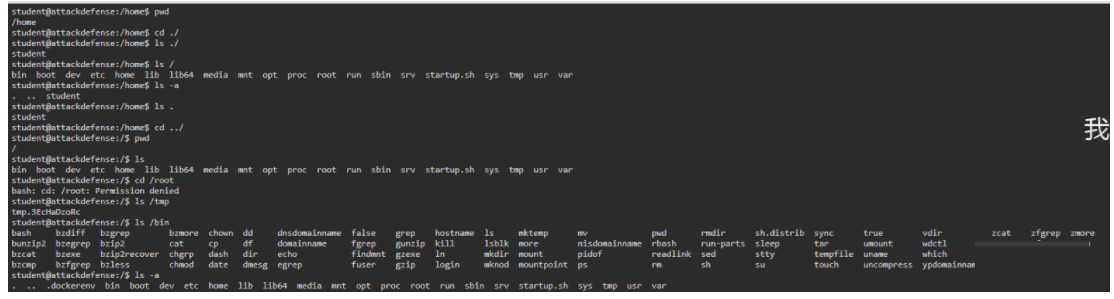 student@attackdefense:/home$ pwd
/home
student@attackdefense:/home$ cd ./
student@attackdefense:/home$ ls ./
student
student@attackdefense:/home$ ls /
bin boot dev etc home lib lib64 media mnt opt proc root run sbin srv startup.sh sys tmp usr var
student@attackdefense:/home$ ls -a
. .. student
student@attackdefense:/home$ ls .
student
student@attackdefense:/home$ cd ../
student@attackdefense:/$ pwd
/
student@attackdefense:/$ ls
bin boot dev etc home lib lib64 media mnt opt proc root run sbin srv startup.sh sys tmp usr var
student@attackdefense:/$ cd /root
bash: cd: /root: Permission denied
student@attackdefense:/$ ls /tmp
tmp.3EcHaDzoRc
student@attackdefense:/$ ls /bin
bash bzdiff bzgrep bzmore chown dd dnsdomainname false grep hostname ls mktemp mv pwd rmdir sh.distrib sync true vdir zcat zfgrep zmore
bunzip2 bzegrep bzip2 cat cp df domainname fgrep gunzip kill lsblk more nisdomainname rbash run-parts sleep tar umount wdctl
bzcat bzexe bzip2recover chgrp dash dir echo findmnt gzexe ln mkdir mount pidof readlink sed stty tempfile uname which
bzcmp bzfgrep bzless chmod date dmesg egrep fuser gzip login mknod mountpoint ps rm sh su touch uncompress ypdomainnam
student@attackdefense:/$ ls -a
. .. .dockerenv bin boot dev etc home lib lib64 media mnt opt proc root run sbin srv startup.sh sys tmp usr var
我